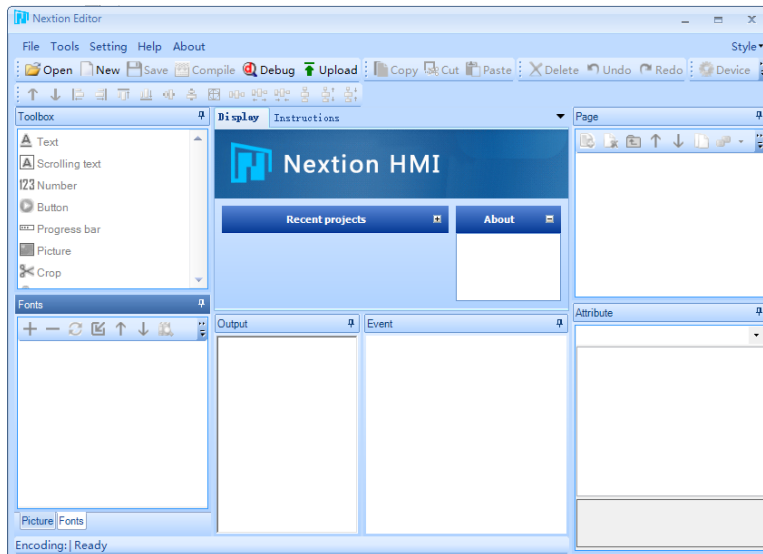 Nextion Editor
File Tools Setting Help About Style
Open New Save Compile Debug Upload Copy Cut Paste Delete Undo Redo Device
Toolbox
Display Instructions
Page
A Text
A Scrolling text
123 Number
Button
Progress bar
Picture
Crop
Nextion HMI
Recent projects
About
Fonts
Output
Event
Attribute
Picture Fonts
Encoding:| Ready